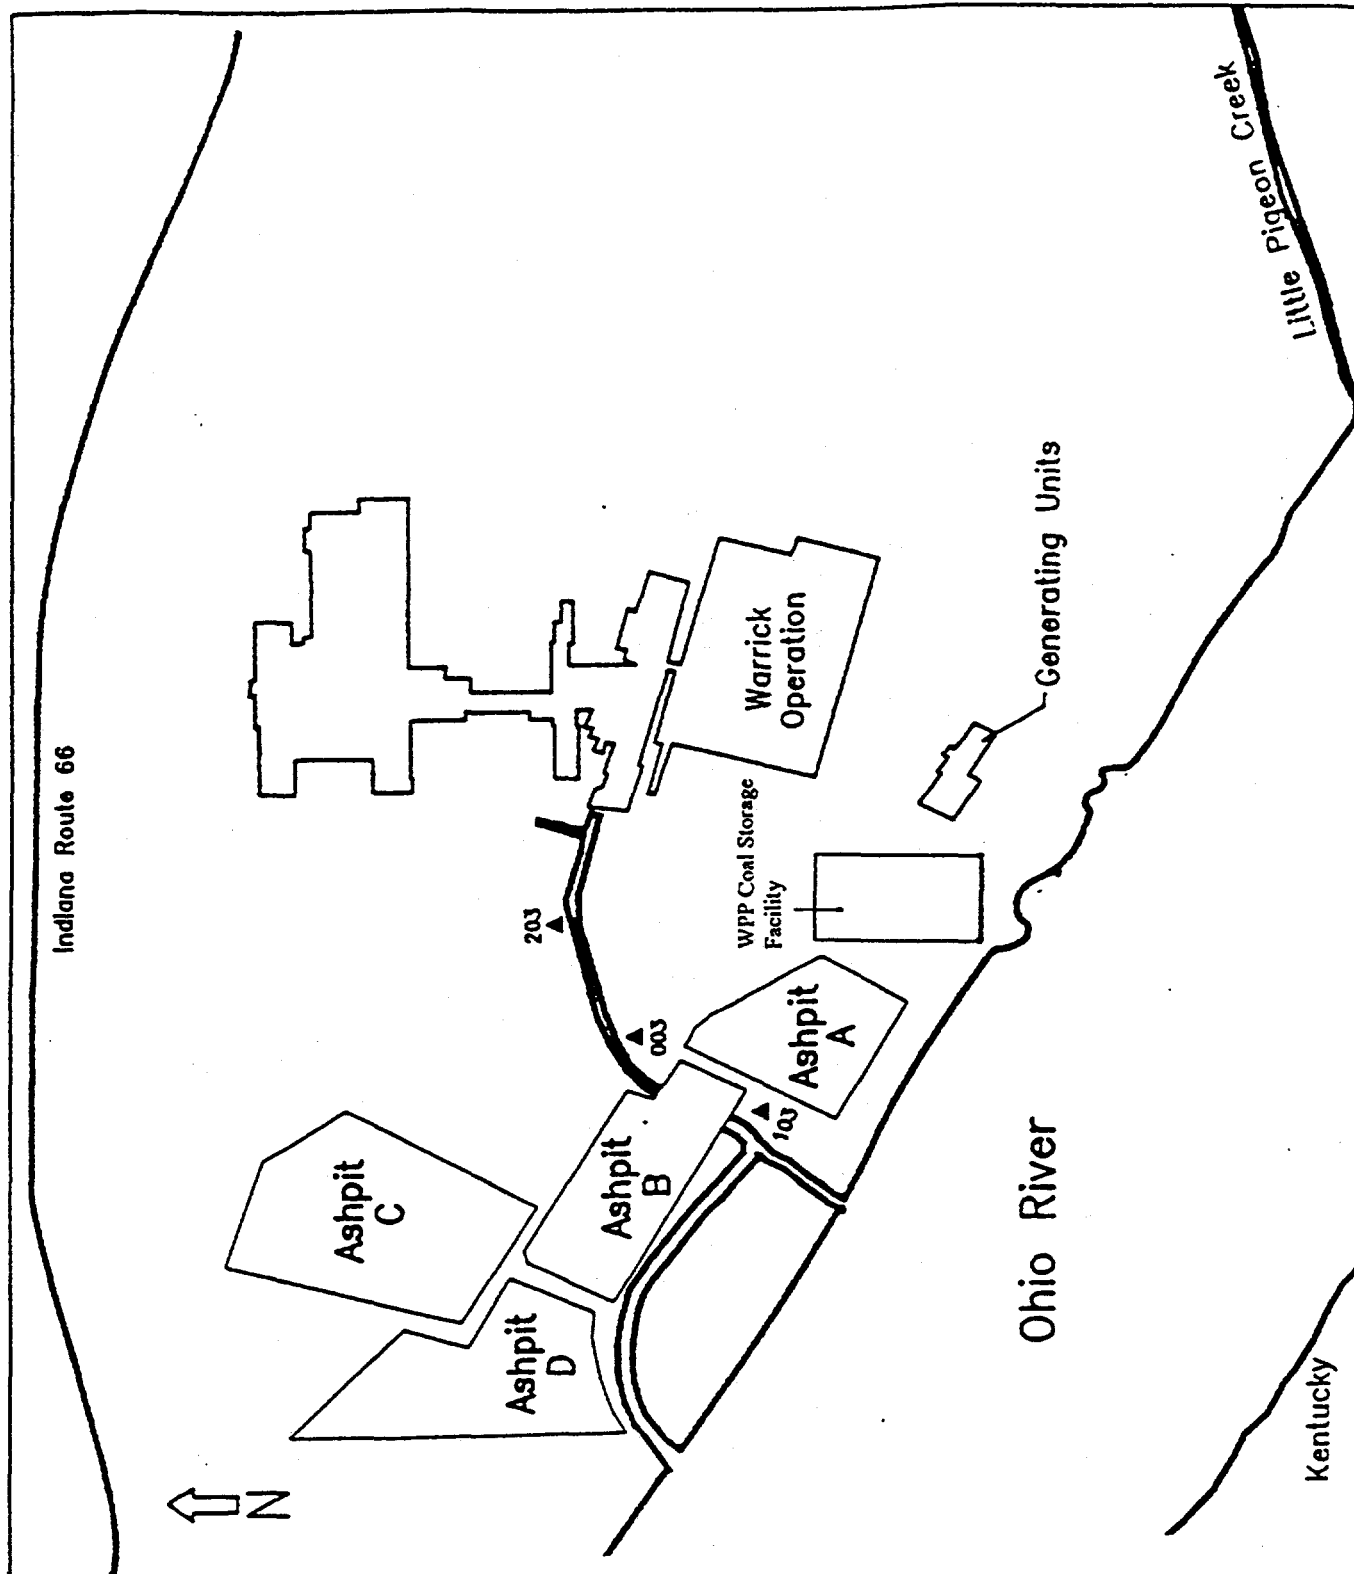 Indiana Route 66
N
Ashpit
C
Ashpit
D
Ashpit
B
Ashpit
A
203
003
103
WPP Coal Storage
Facility
Warrick
Operation
Generating Units
Little Pigeon Creek
Ohio River
Kentucky